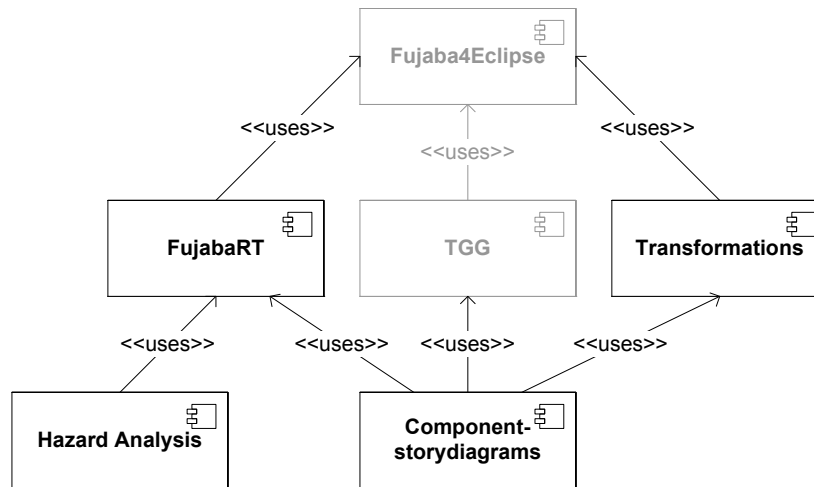 Fujaba4Eclipse
<<uses>>
<<uses>>
<<uses>>
FujabaRT
TGG
Transformations
<<uses>>
<<uses>>
<<uses>>
<<uses>>
Hazard Analysis
Component-
storydiagrams